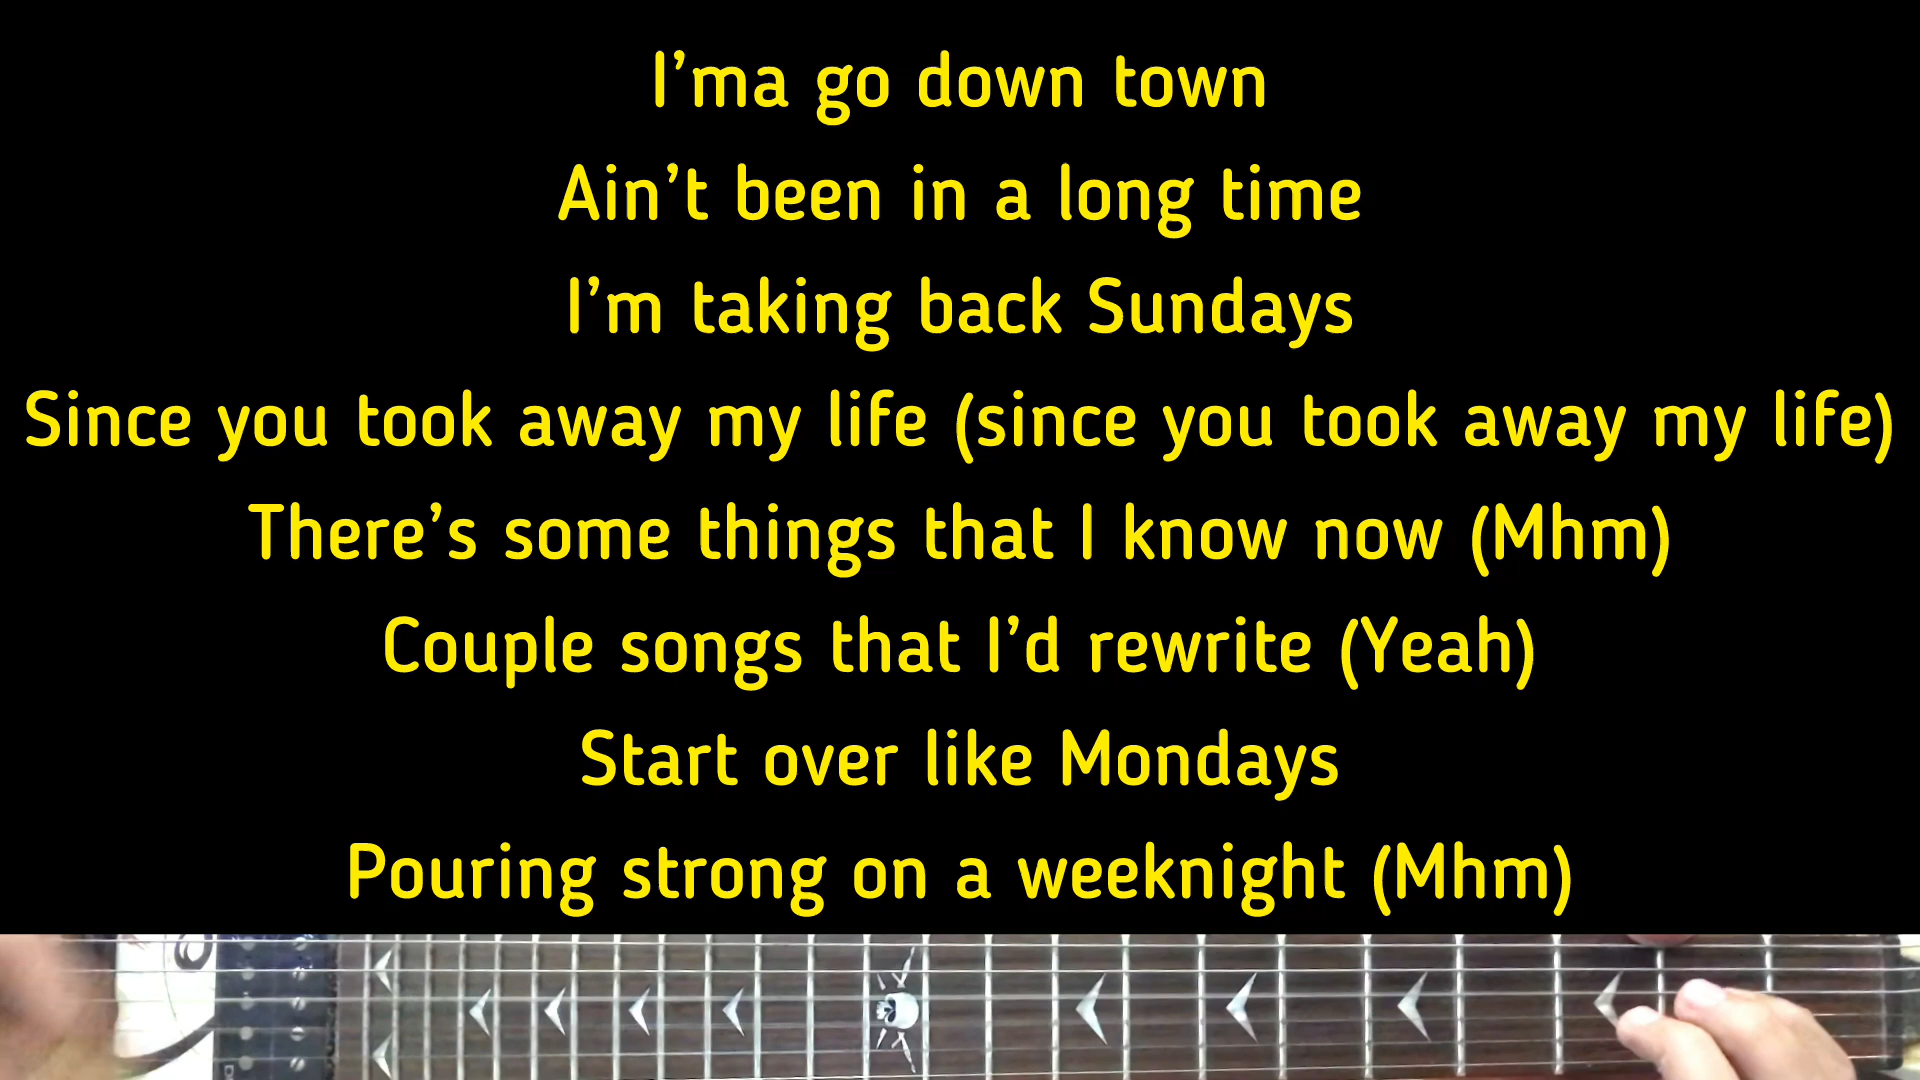 I’ma go down town
Ain’t been in a long time
I’m taking back Sundays
Since you took away my life (since you took away my life)
There’s some things that I know now (Mhm)
Couple songs that I’d rewrite (Yeah)
Start over like Mondays
Pouring strong on a weeknight (Mhm)